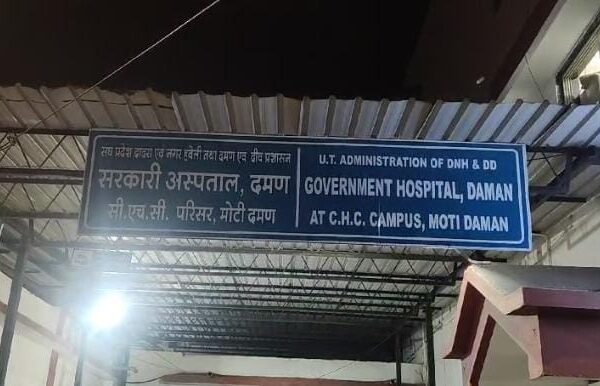 संघ प्रदेश दादरा एवं नगर हवेली तथा दमण एवं दीव प्रशासन
सरकारी अस्पताल, दमण
सी.एच.सी. परिसर, मोटी दमण
U.T. ADMINISTRATION OF DNH & DD
GOVERNMENT HOSPITAL, DAMAN
AT C.H.C. CAMPUS, MOTI DAMAN